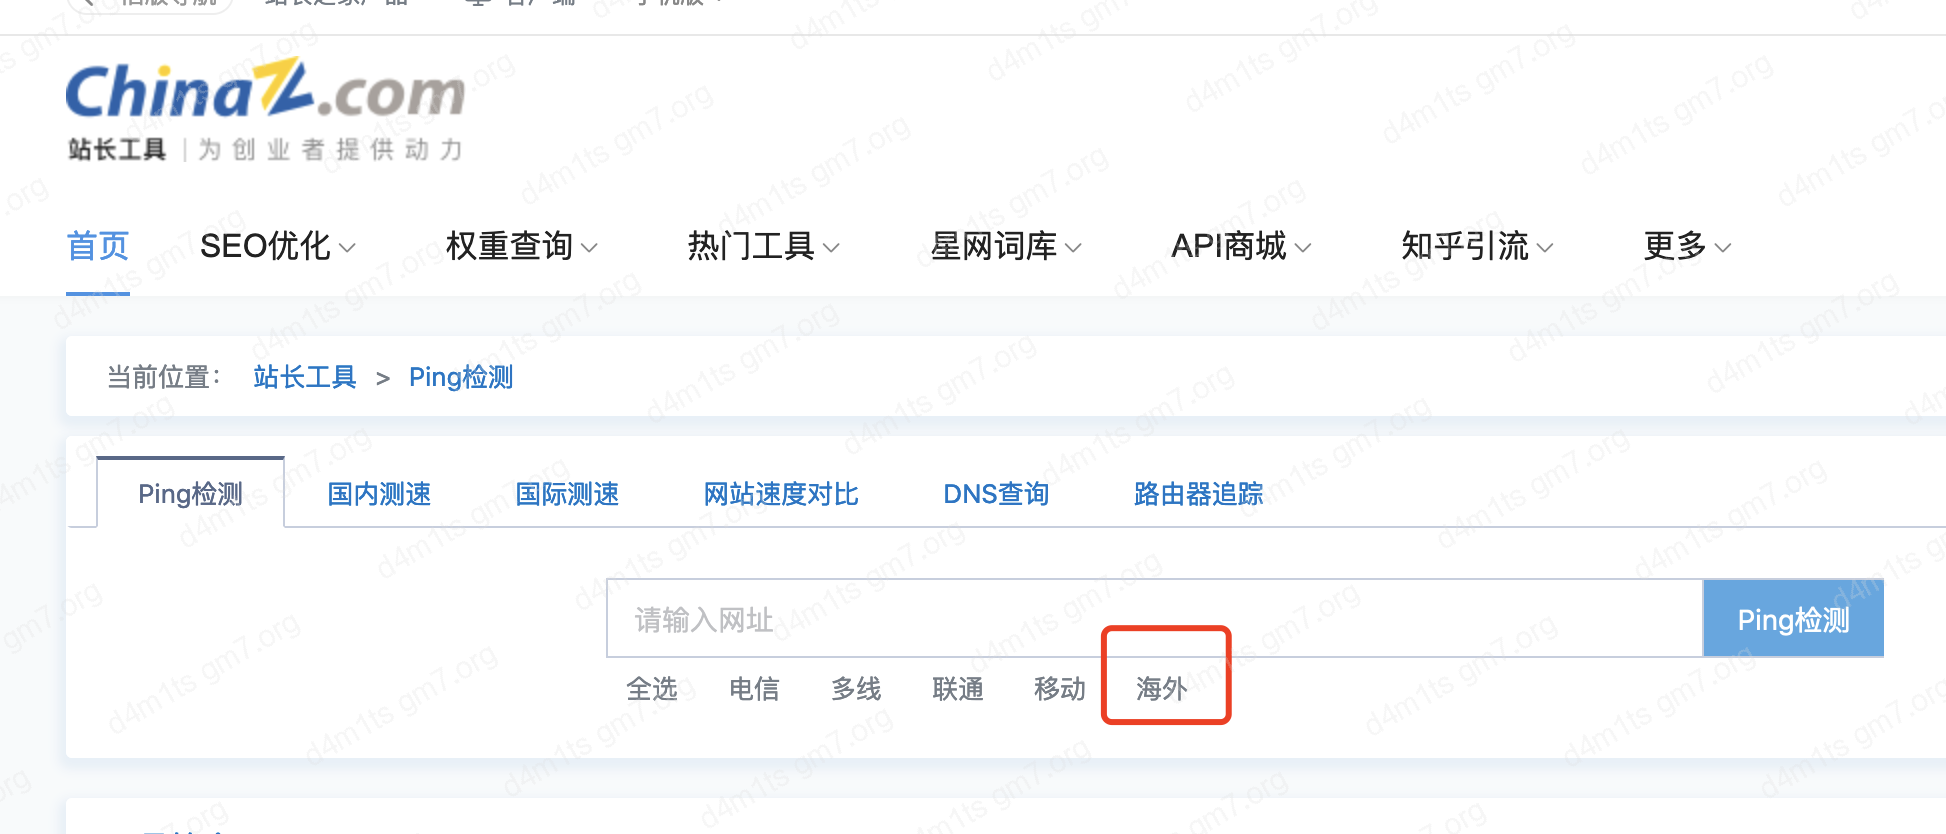 ChinaZ.com
站长工具 | 为创业者提供动力
首页 SEO优化 权重查询 热门工具 星网词库 API商城 知乎引流 更多
当前位置： 站长工具 > Ping检测
Ping检测 国内测速 国际测速 网站速度对比 DNS查询 路由器追踪
请输入网址 Ping检测
全选 电信 多线 联通 移动 海外
d4m1ts gm7.org